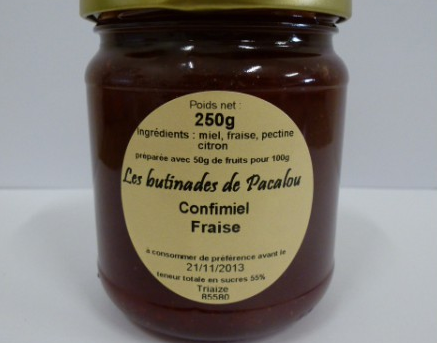 Poids net :
250g
Ingrédients : miel, fraise, pectine
citron
préparée avec 50g de fruits pour 100g
Les butinades de Pacalou
Confimiel
Fraise
à consommer de préférence avant le
21/11/2013
teneur totale en sucres 55%
Triaize
85580